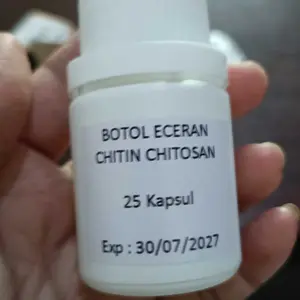 BOTOL ECERAN
CHITIN CHITOSAN
25 Kapsul
Exp : 30/07/2027